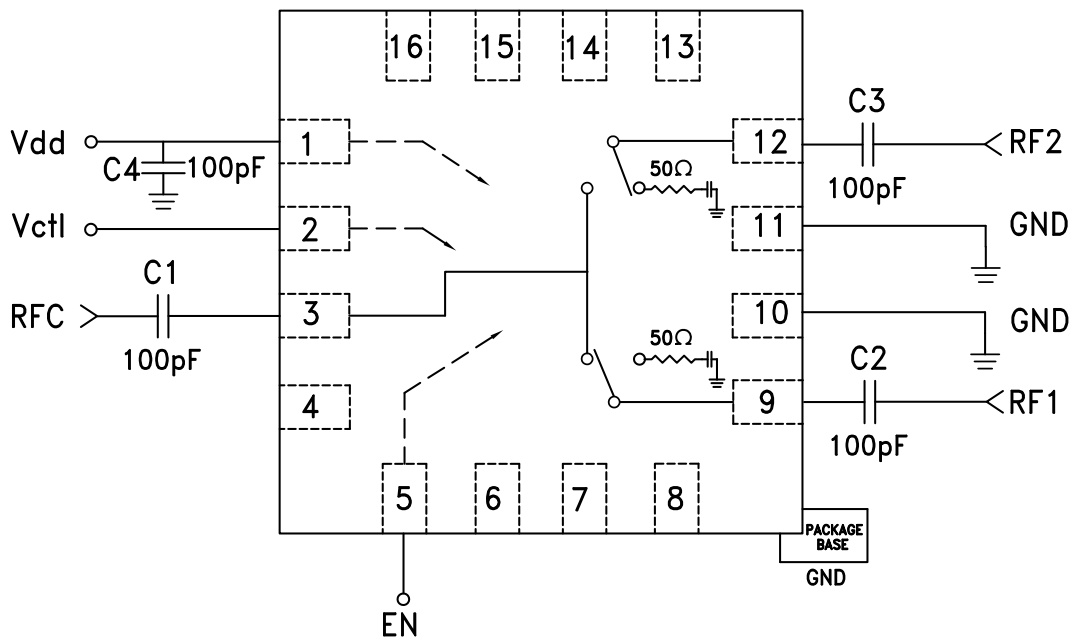 16
15
14
13
Vdd
C4
100pF
1
12
C3
100pF
RF2
50Ω
Vctl
2
11
GND
C1
RFC
100pF
3
10
GND
50Ω
4
9
C2
100pF
RF1
5
6
7
8
PACKAGE
BASE
GND
EN